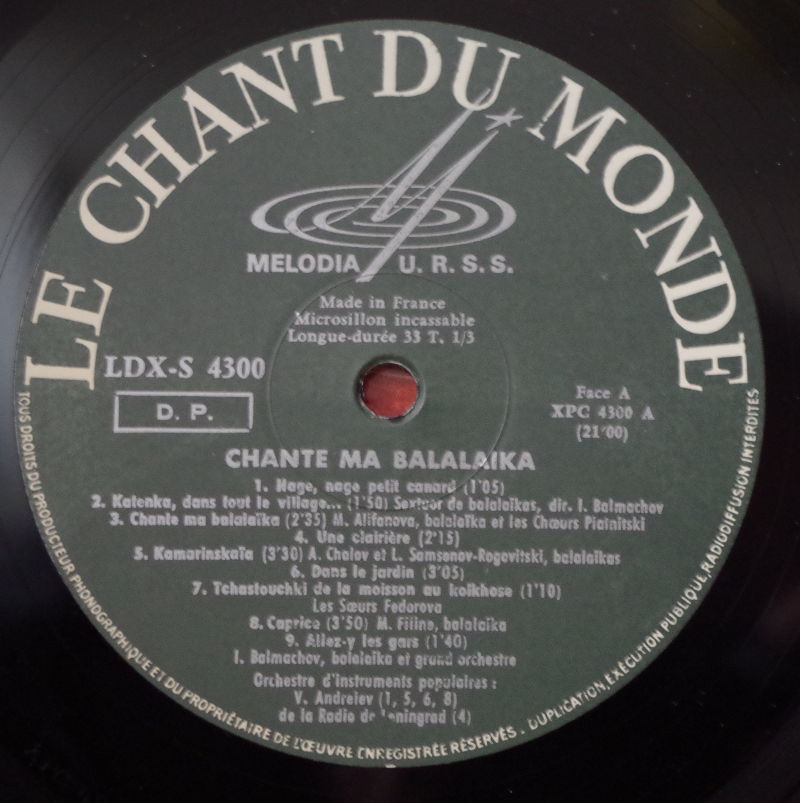 LE CHANT DU MONDE
MELODIA U.R.S.S.
Made in France
Microsillon incassable
Longue-durée 33 T. 1/3
LDX-S 4300
D. P.
Face A
XPC 4300 A
(21'00)
CHANTE MA BALALAÏKA
1. Nage, nage petit canard (1'05)
2. Katenka, dans tout le village... (1'50) Sextuor de balalaïkas, dir. I. Balmachov
3. Chante ma balalaïka (2'35) M. Alifanova, balalaïka et les Chœurs Piatnitski
4. Une clairière (2'15)
5. Kamarinskaïa (3'30) A. Chalov et L. Samsonov-Rogovitski, balalaïkas
6. Dans le jardin (3'05)
7. Tchastouchki de la moisson au kolkhose (1'10)
Les Sœurs Fedorova
8. Caprice (3'50) M. Filine, balalaïka
9. Allez-y les gars (1'40)
I. Balmachov, balalaïka et grand orchestre
Orchestre d'instruments populaires :
V. Andreiev (1, 5, 6, 8)
de la Radio de Leningrad (4)
TOUS DROITS DU PRODUCTEUR PHONOGRAPHIQUE ET DU PROPRIÉTAIRE DE L'ŒUVRE ENREGISTRÉE RÉSERVÉS. DUPLICATION, EXÉCUTION PUBLIQUE, RADIODIFFUSION INTERDITES